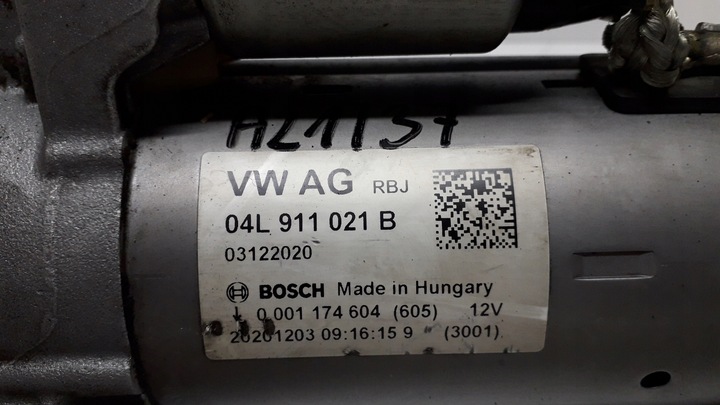 HL1157
VW AG RBJ
04L 911 021 B
03122020
BOSCH Made in Hungary
0 001 174 604 (605) 12V
20201203 09:16:15 9 (3001)